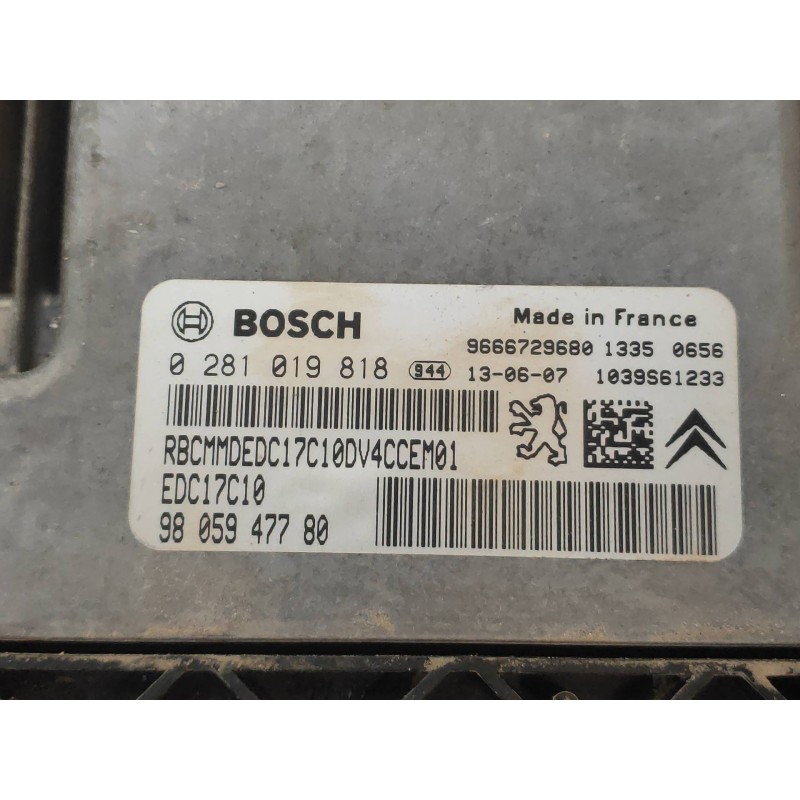 BOSCH Made in France
9666729680 1335 0656
0 281 019 818 944 13-06-07 1039S61233
RBCMMDEDC17C10DV4CCEM01
EDC17C10
98 059 477 80